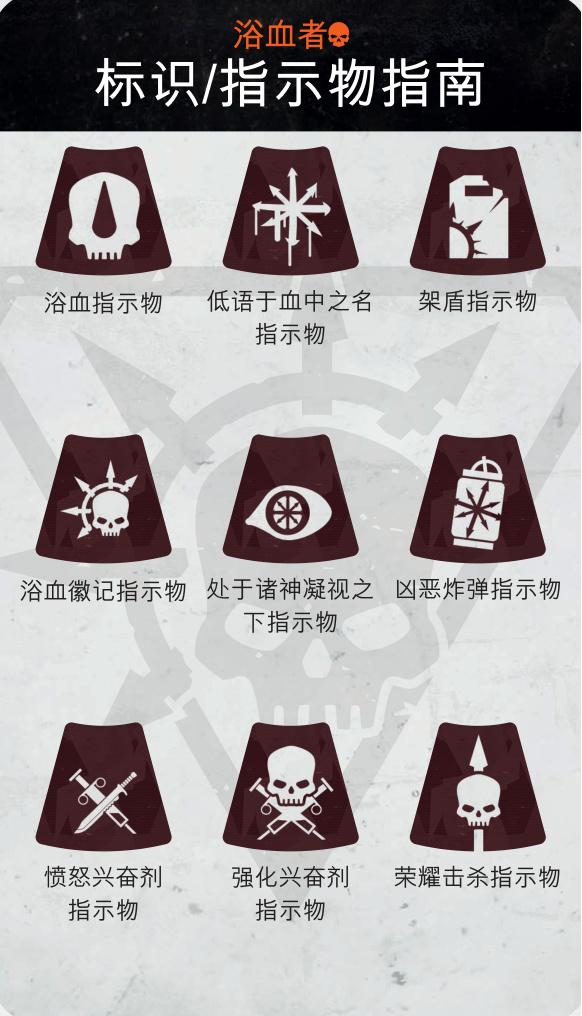 浴血者
标识/指示物指南
浴血指示物
低语于血中之名
指示物
架盾指示物
浴血徽记指示物
处于诸神凝视之
下指示物
凶恶炸弹指示物
愤怒兴奋剂
指示物
强化兴奋剂
指示物
荣耀击杀指示物